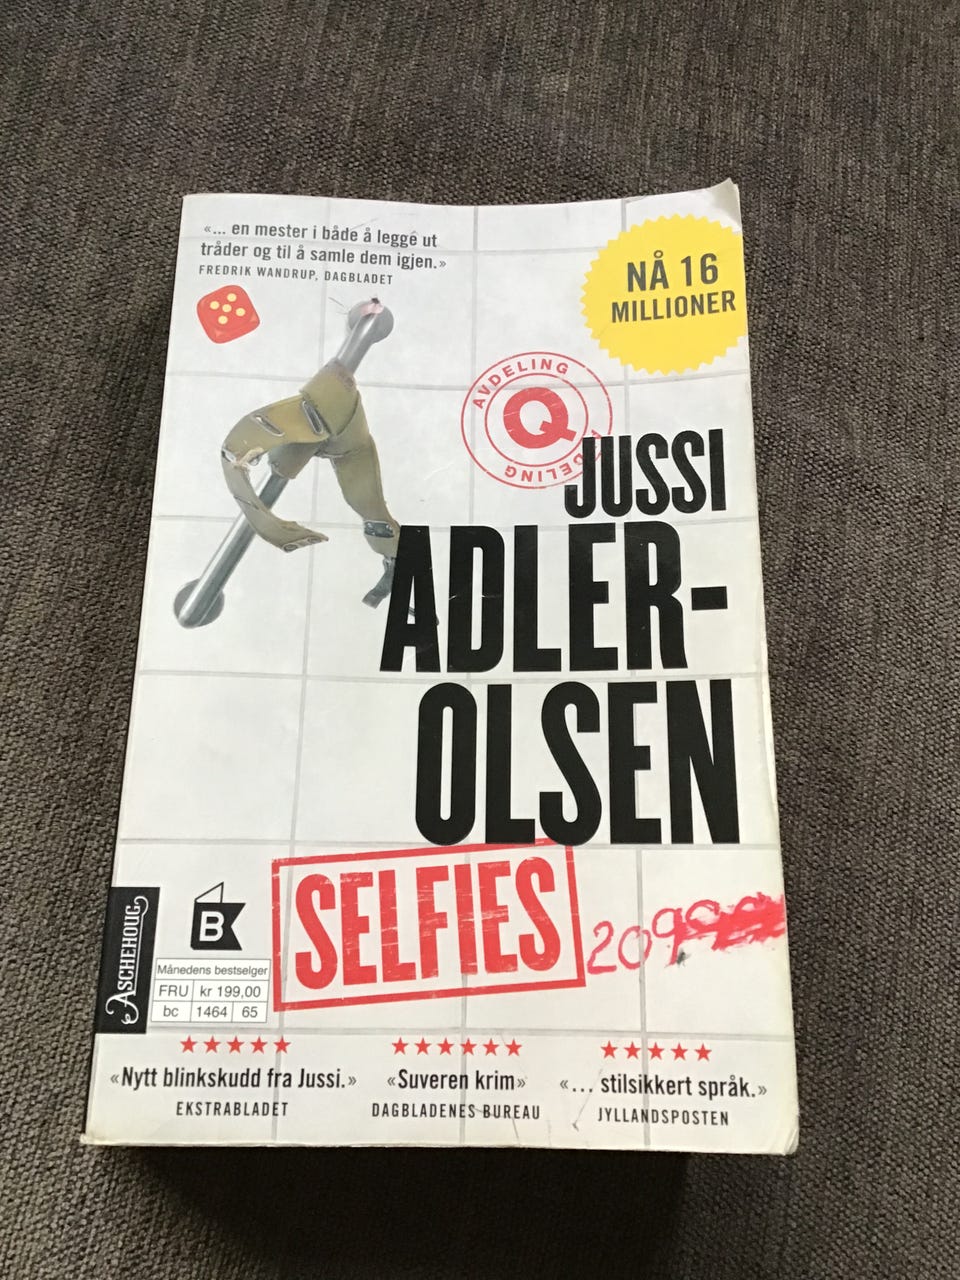 «... en mester i både å legge ut
tråder og til å samle dem igjen.»
FREDRIK WANDRUP, DAGBLADET
NÅ 16
MILLIONER
AVDELING
Q
AVDELING
JUSSI
ADLER-
OLSEN
SELFIES
209
ASCHEHOUG
B
Månedens bestselger
FRU kr 199,00
bc 1464 65
«Nytt blinkskudd fra Jussi.»
EKSTRABLADET
«Suveren krim»
DAGBLADENES BUREAU
«... stilsikkert språk.»
JYLLANDSPOSTEN